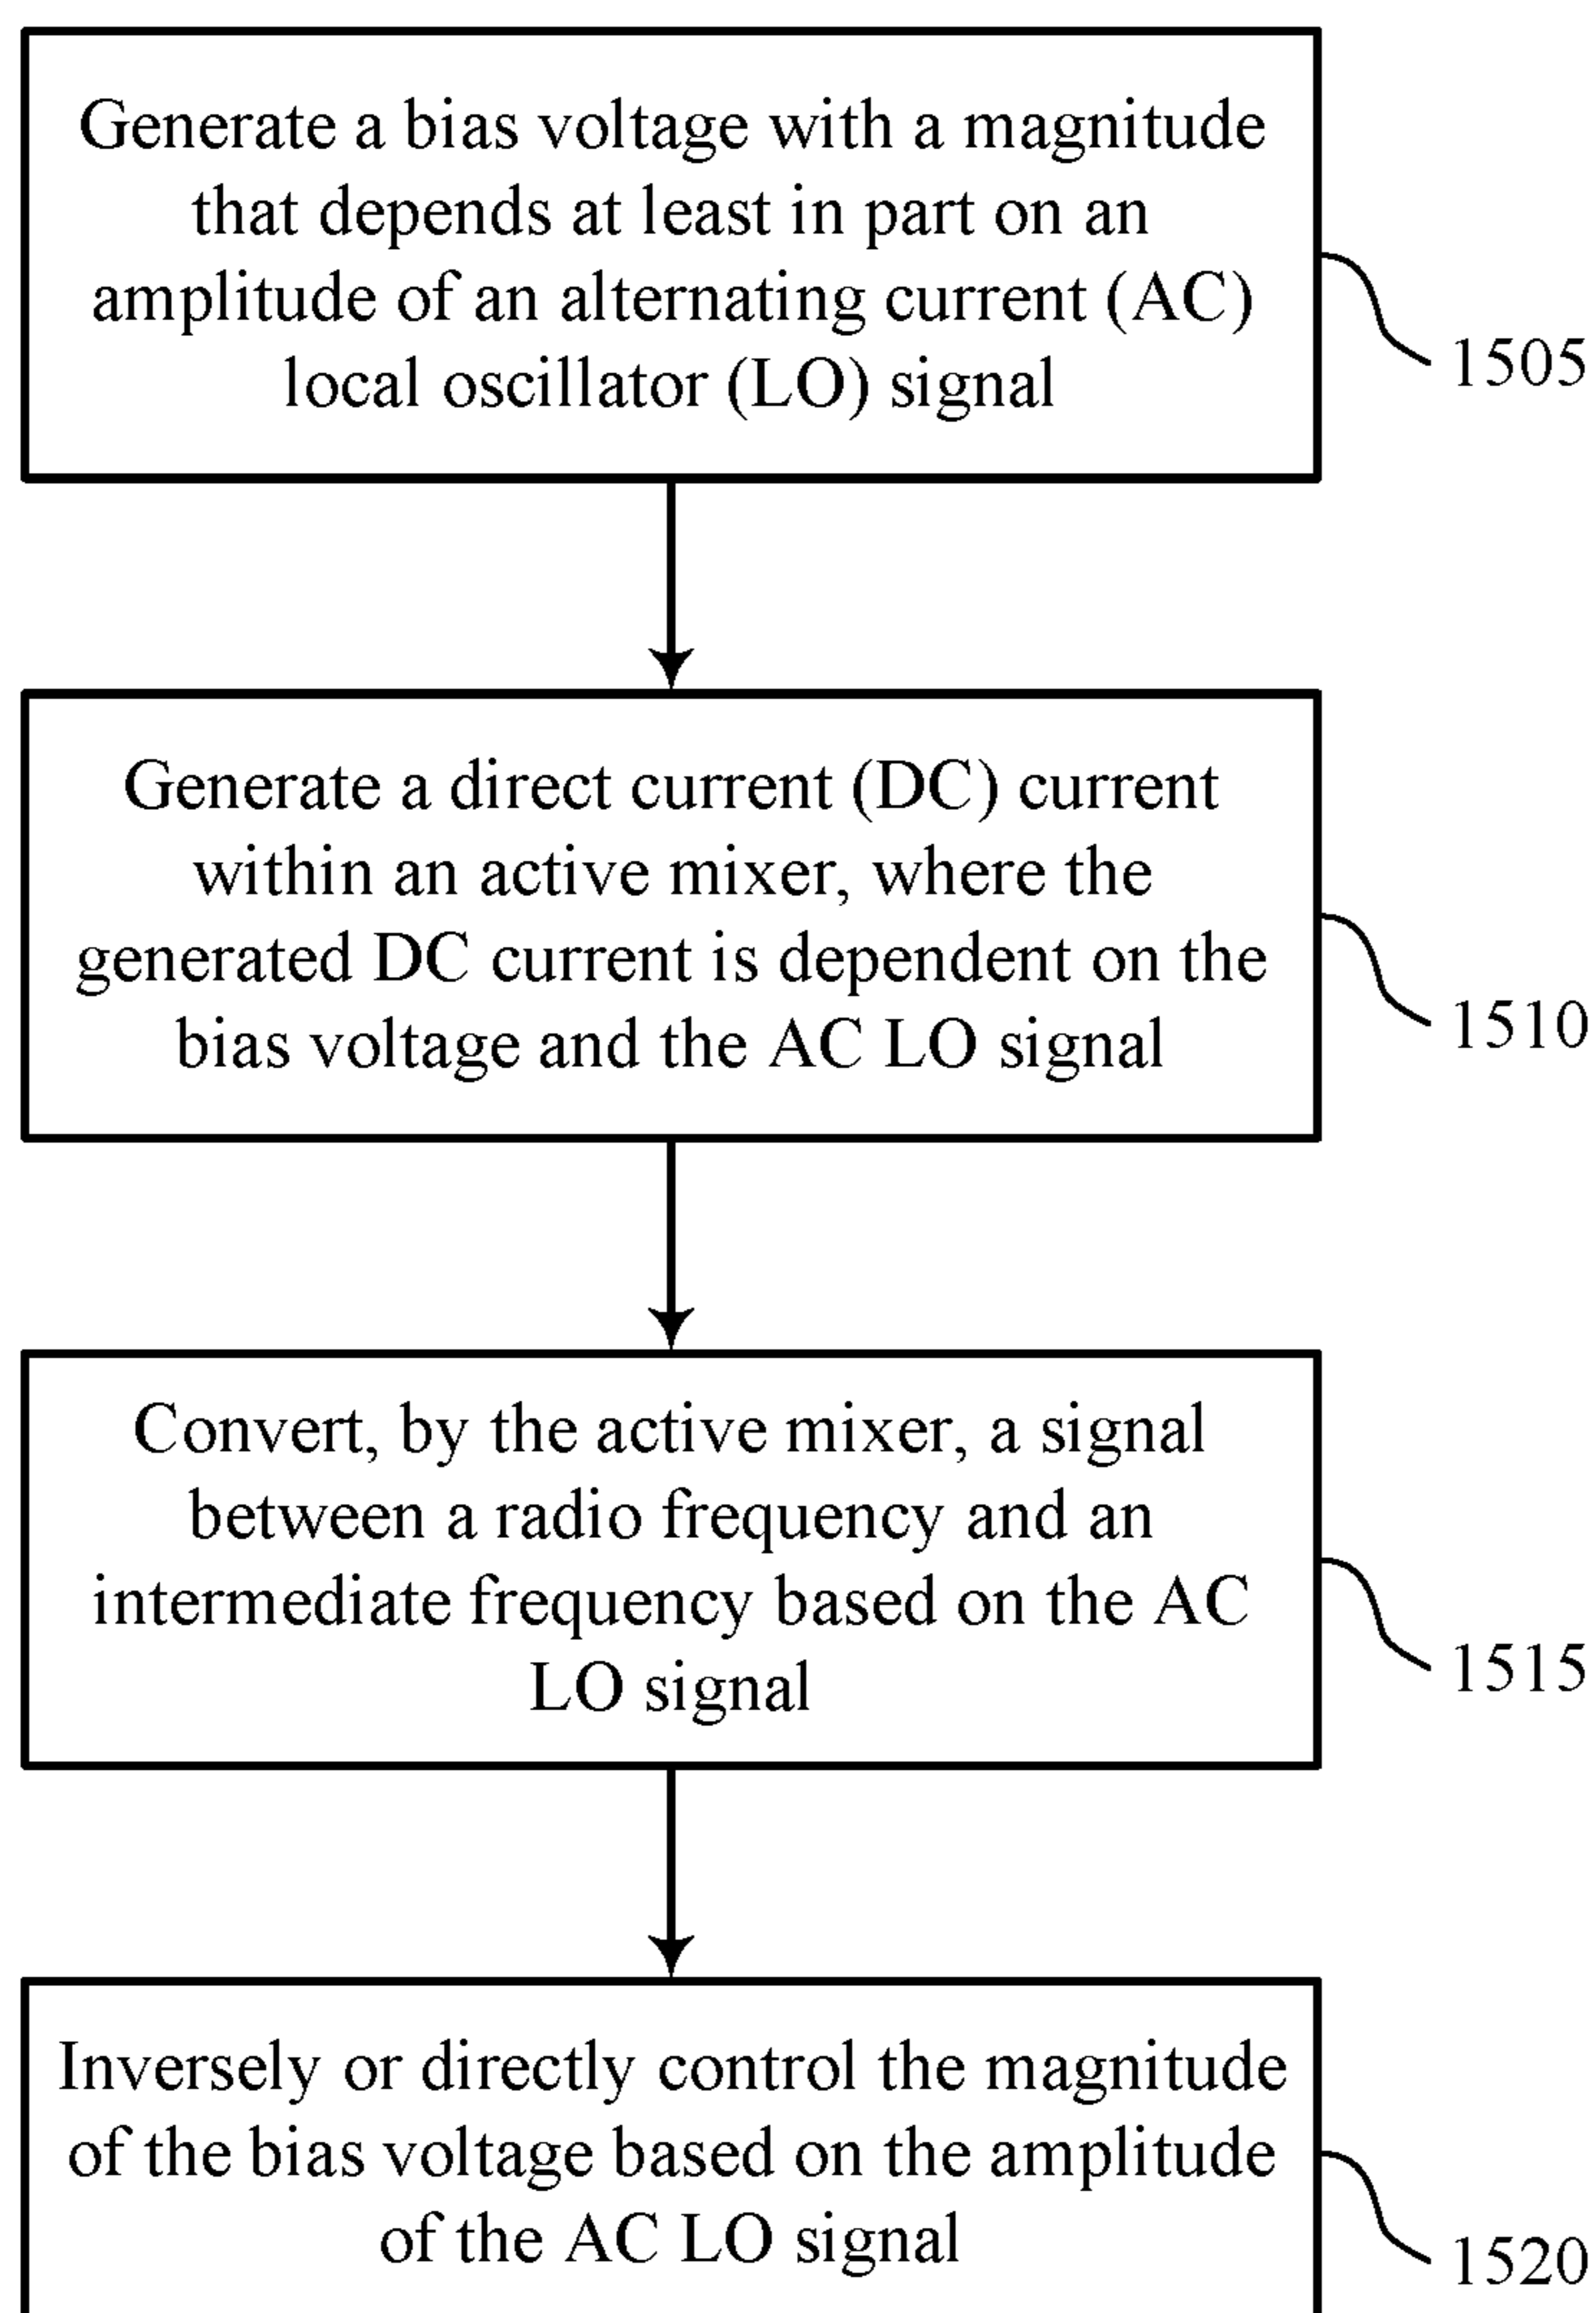 Generate a bias voltage with a magnitude
that depends at least in part on an
amplitude of an alternating current (AC)
local oscillator (LO) signal
1505
Generate a direct current (DC) current
within an active mixer, where the
generated DC current is dependent on the
bias voltage and the AC LO signal
1510
Convert, by the active mixer, a signal
between a radio frequency and an
intermediate frequency based on the AC
LO signal
1515
Inversely or directly control the magnitude
of the bias voltage based on the amplitude
of the AC LO signal
1520